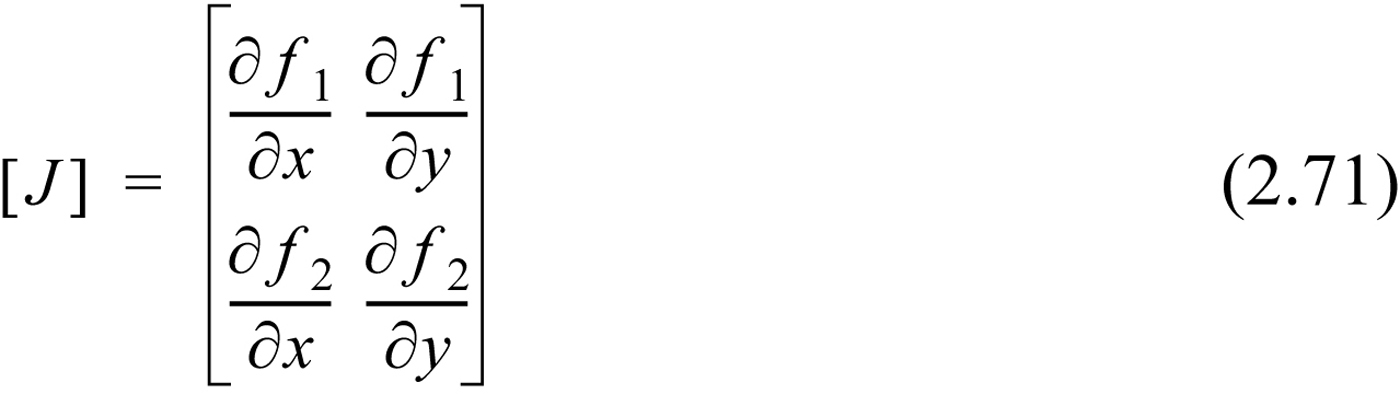 [J] = [ ∂f₁/∂x ∂f₁/∂y
∂f₂/∂x ∂f₂/∂y ] (2.71)